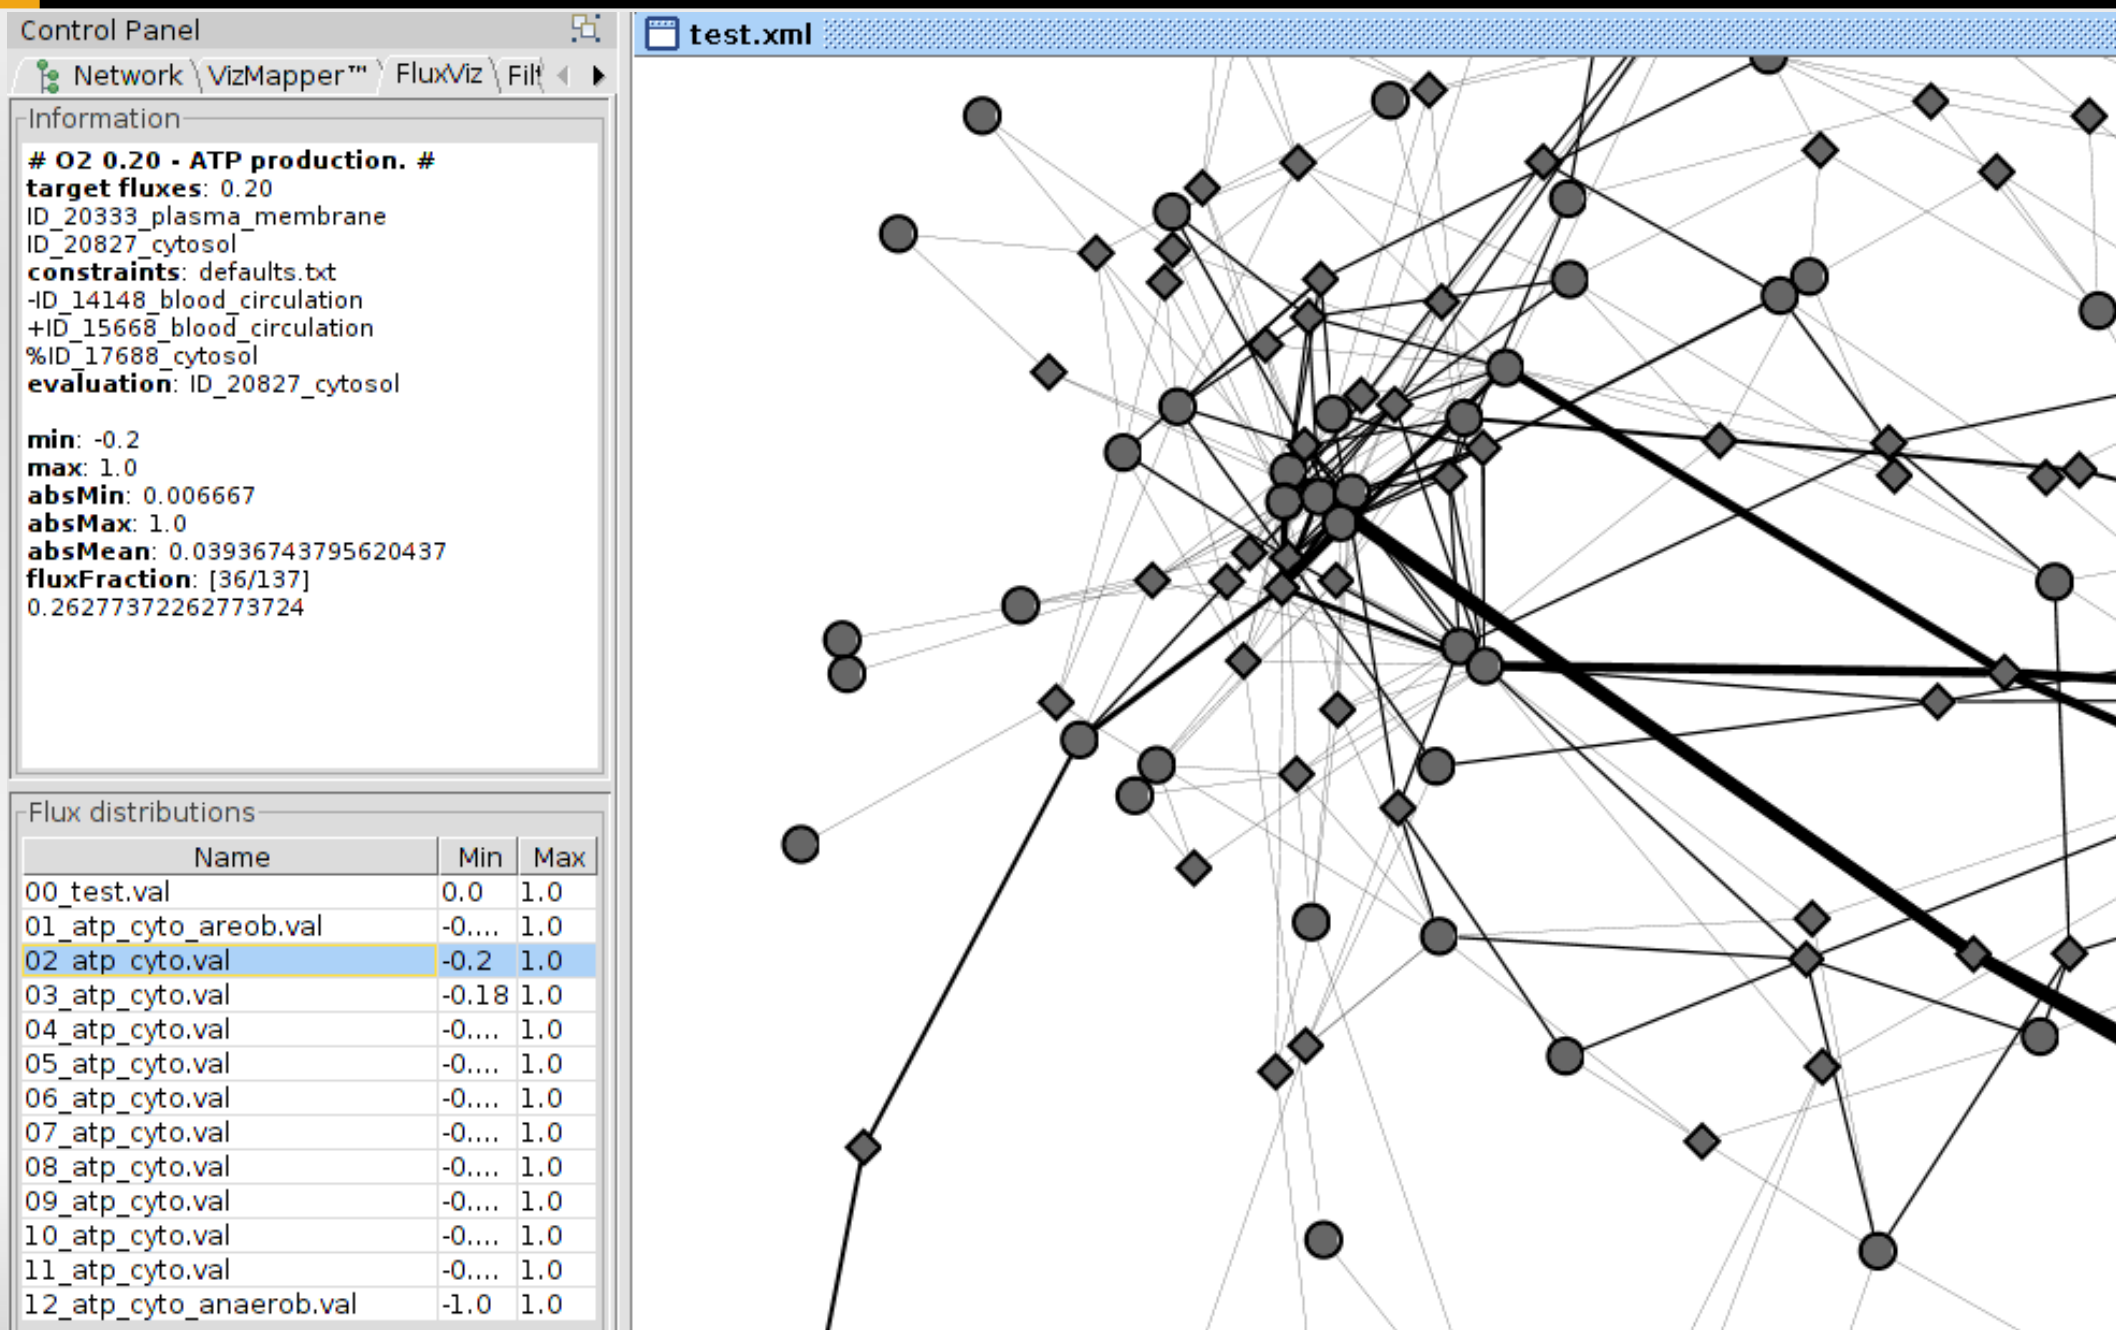 Control Panel
test.xml
Network VizMapper™ FluxViz Filt
Information
# O2 0.20 - ATP production. #
target fluxes: 0.20
ID_20333_plasma_membrane
ID_20827_cytosol
constraints: defaults.txt
-ID_14148_blood_circulation
+ID_15668_blood_circulation
%ID_17688_cytosol
evaluation: ID_20827_cytosol
min: -0.2
max: 1.0
absMin: 0.006667
absMax: 1.0
absMean: 0.03936743795620437
fluxFraction: [36/137]
0.26277372262773724
Flux distributions
Name Min Max
00_test.val 0.0 1.0
01_atp_cyto_areob.val -0.... 1.0
02_atp_cyto.val -0.2 1.0
03_atp_cyto.val -0.18 1.0
04_atp_cyto.val -0.... 1.0
05_atp_cyto.val -0.... 1.0
06_atp_cyto.val -0.... 1.0
07_atp_cyto.val -0.... 1.0
08_atp_cyto.val -0.... 1.0
09_atp_cyto.val -0.... 1.0
10_atp_cyto.val -0.... 1.0
11_atp_cyto.val -0.... 1.0
12_atp_cyto_anaerob.val -1.0 1.0